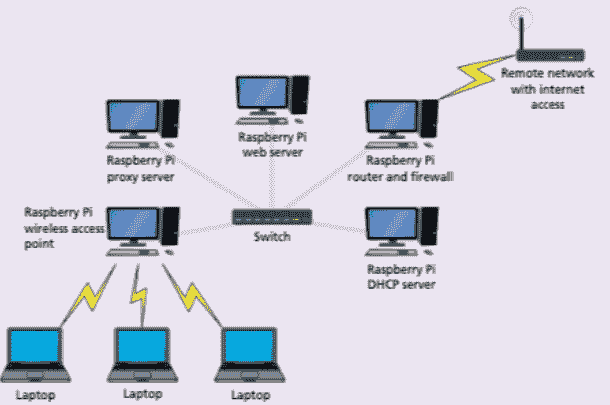 Remote network
with internet
access
Raspberry Pi
web server
Raspberry Pi
proxy server
Raspberry Pi
router and firewall
Raspberry Pi
wireless access
point
Switch
Raspberry Pi
DHCP server
Laptop
Laptop
Laptop